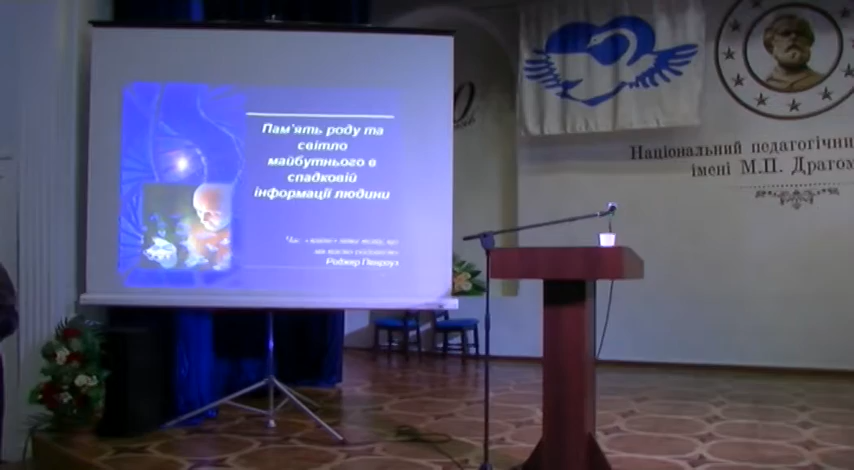 Пам'ять роду та
світло
майбутнього в
спадковій
інформації людини
Роджер Пенроуз
Національний педагогічни
імені М.П. Драгом